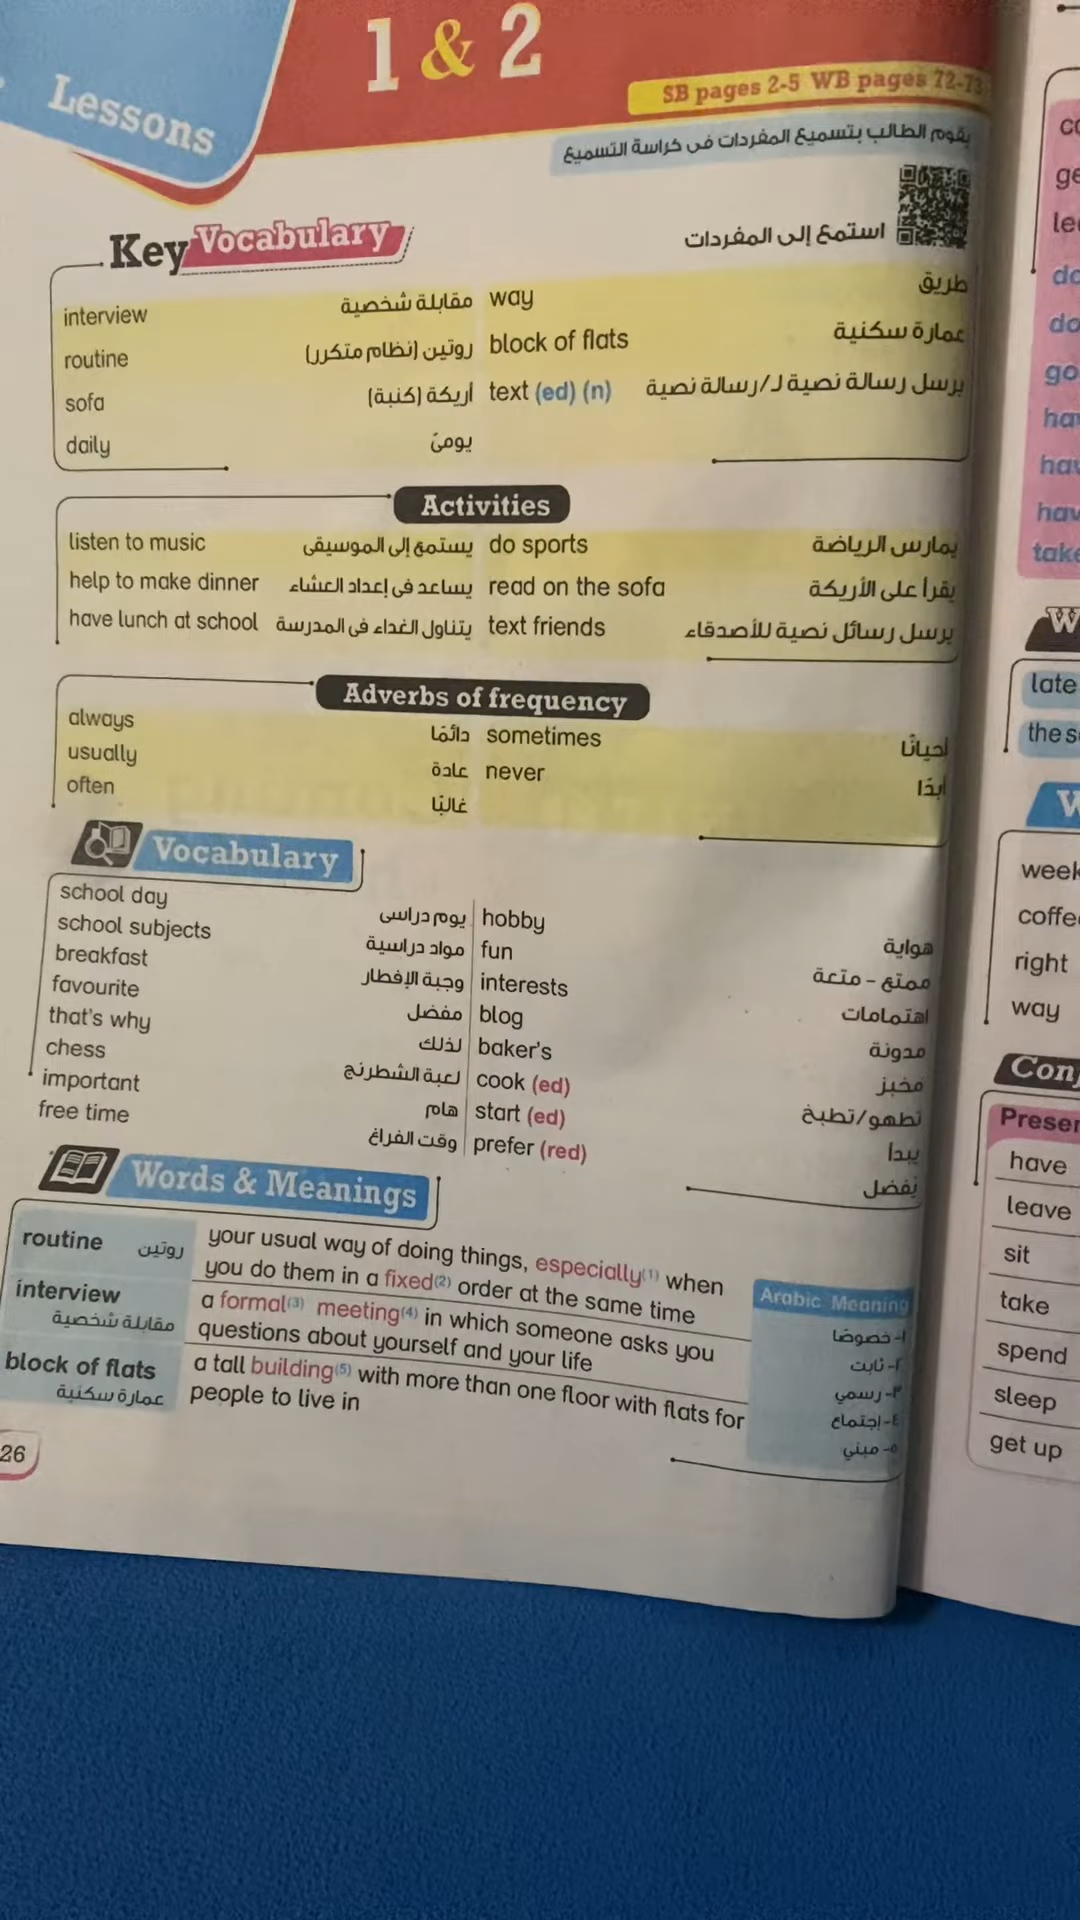 Lessons
1 & 2
SB pages 2-5 WB pages 72-73
يقوم الطالب بتسميع المفردات فى كراسة التسميع
استمع إلى المفردات
Key Vocabulary
interview مقابلة شخصية way طريق
routine روتين (نظام متكرر) block of flats عمارة سكنية
sofa أريكة (كنبة) text (ed) (n) يرسل رسالة نصية لـ/رسالة نصية
daily يومىّ
Activities
listen to music يستمع إلى الموسيقى do sports يمارس الرياضة
help to make dinner يساعد فى إعداد العشاء read on the sofa يقرأ على الأريكة
have lunch at school يتناول الغداء فى المدرسة text friends يرسل رسائل نصية للأصدقاء
Adverbs of frequency
always دائمًا sometimes أحيانًا
usually عادة never أبدًا
often غالبًا
Vocabulary
school day يوم دراسى hobby هواية
school subjects مواد دراسية fun ممتع - متعة
breakfast وجبة الإفطار interests اهتمامات
favourite مفضل blog مدونة
that's why لذلك baker's مخبز
chess لعبة الشطرنج cook (ed) تطهو/تطبخ
important هام start (ed) يبدأ
free time وقت الفراغ prefer (red) يُفضل
Words & Meanings
routine روتين your usual way of doing things, especially(1) when
you do them in a fixed(2) order at the same time
interview مقابلة شخصية a formal(3) meeting(4) in which someone asks you
questions about yourself and your life
block of flats عمارة سكنية a tall building(5) with more than one floor with flats for
people to live in
Arabic Meaning
١- خصوصًا
٢- ثابت
٣- رسمي
٤- إجتماع
٥- مبني
26
take
late
the s
week
coffe
right
way
Presen
have
leave
sit
take
spend
sleep
get up